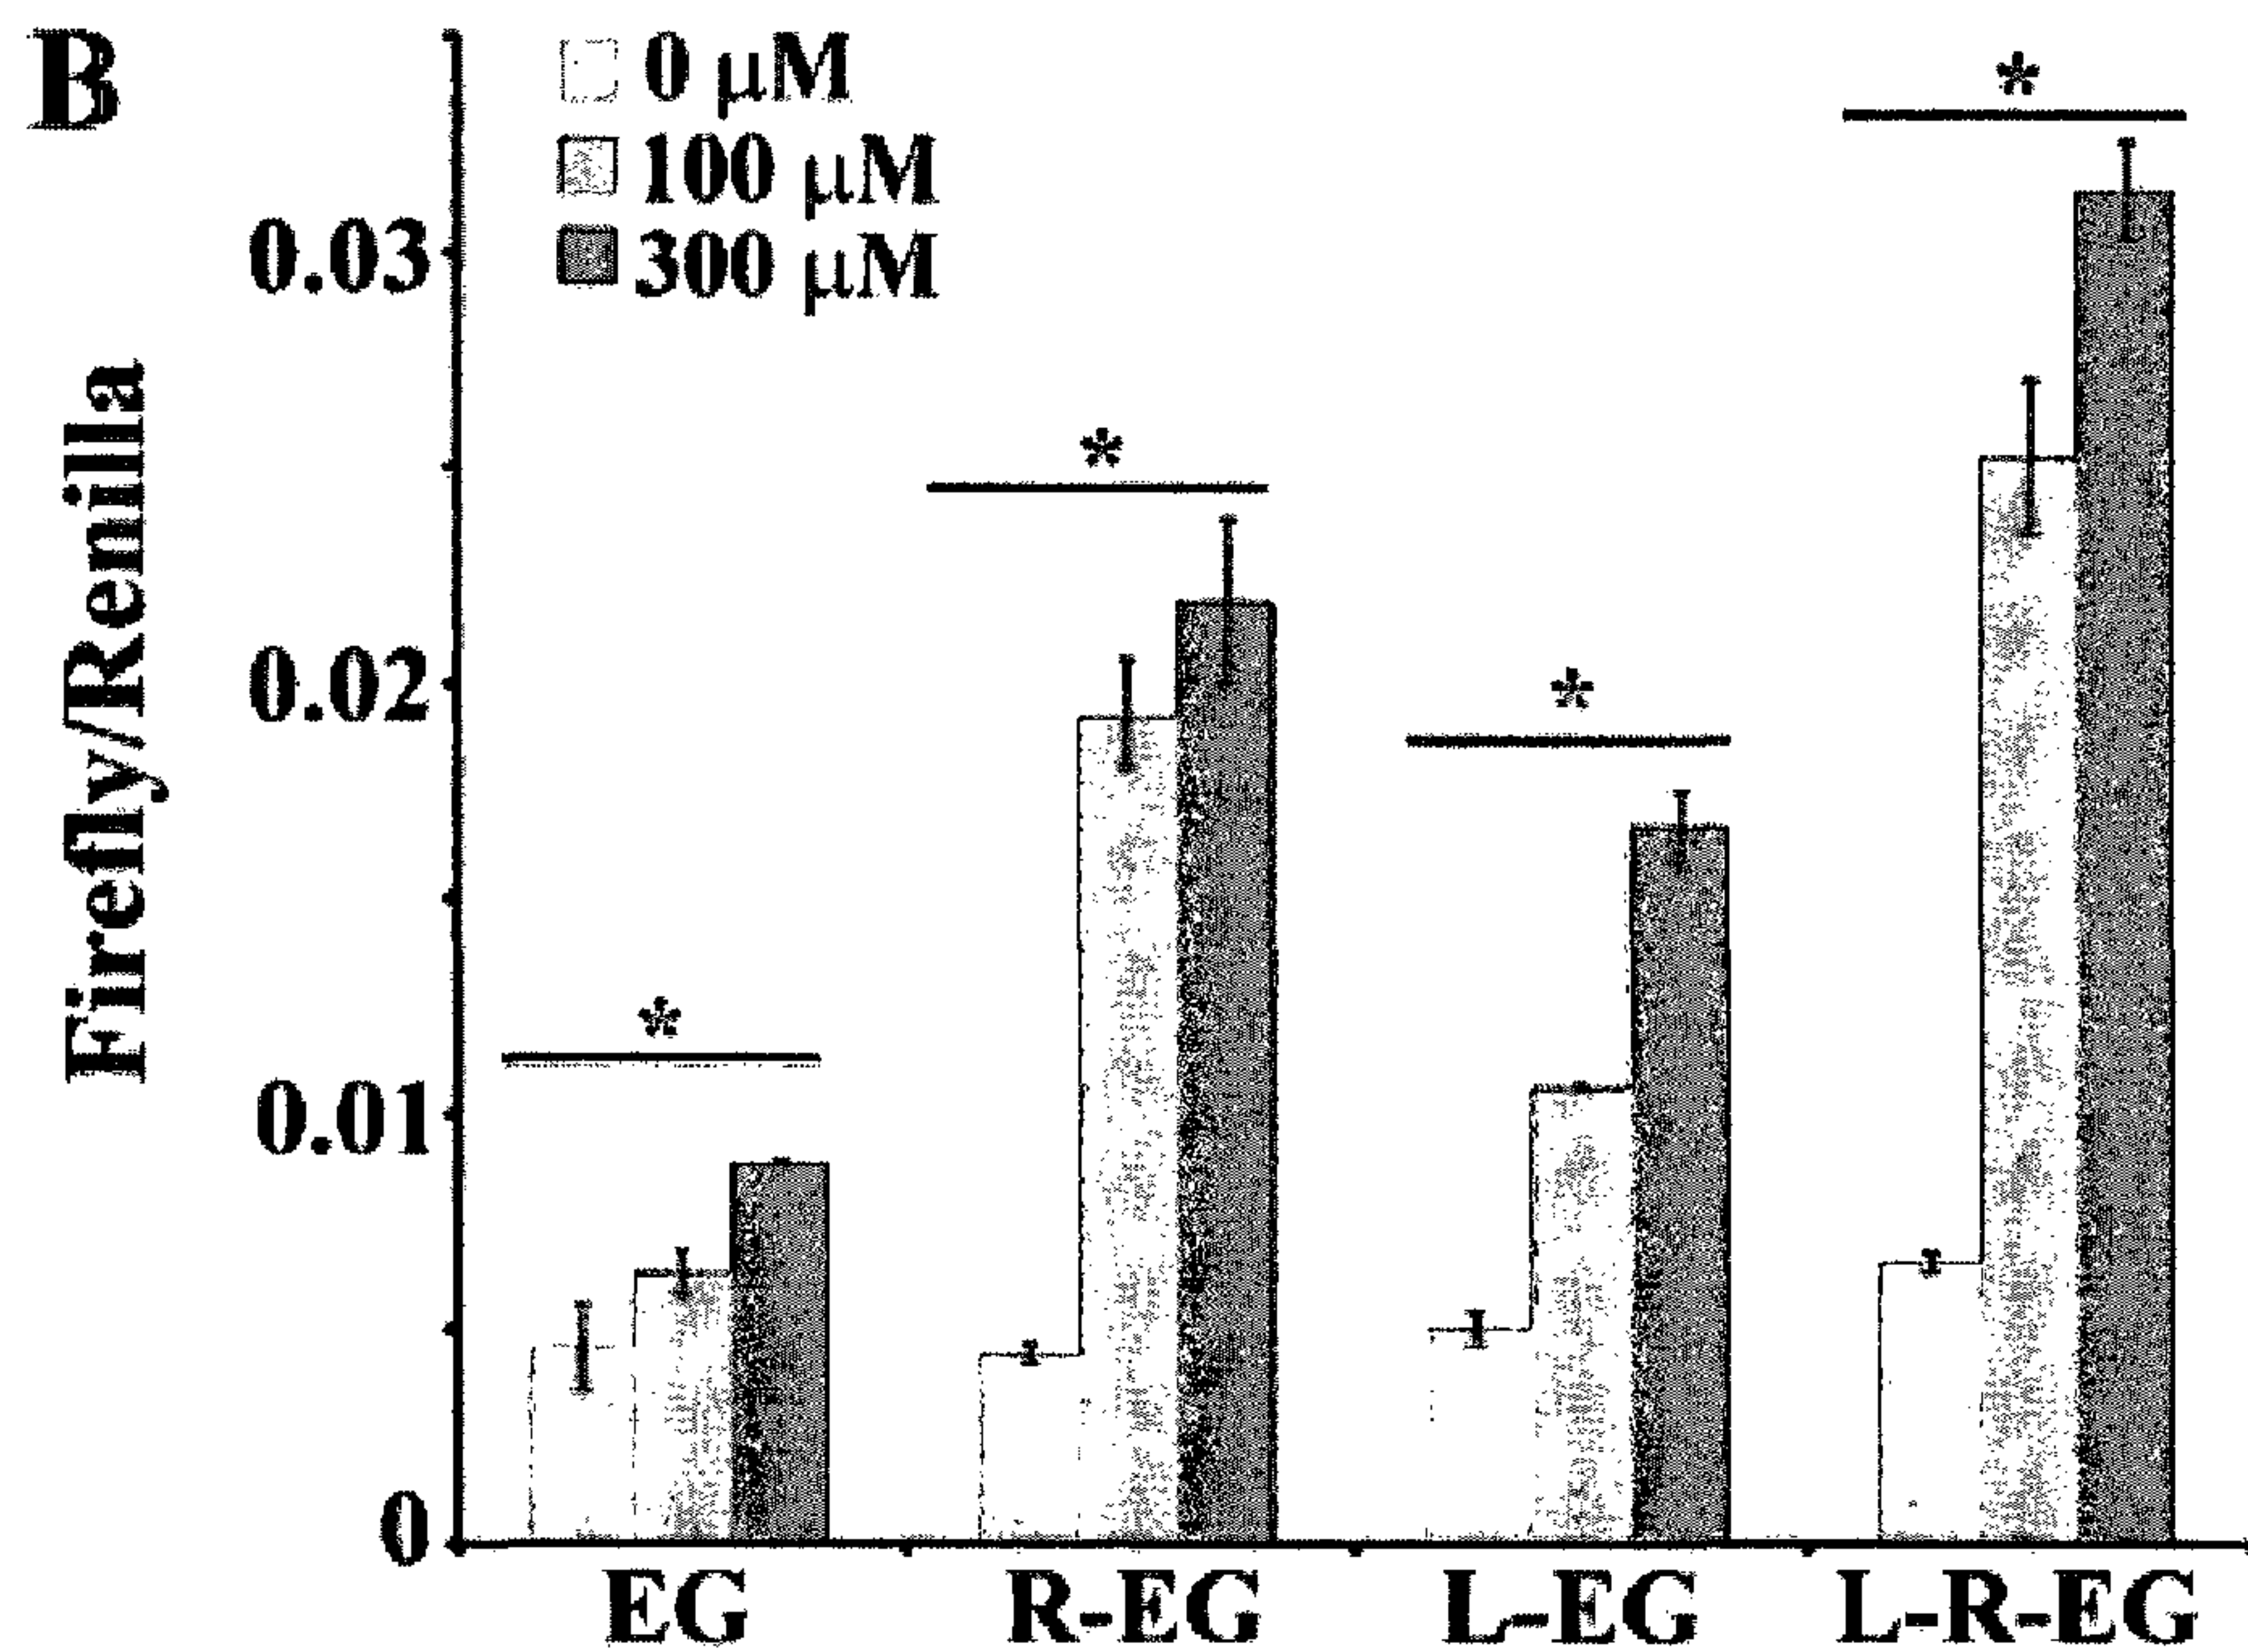 B
0 μM
100 μM
300 μM
Firefly/Renilla
0.03
0.02
0.01
0
*
*
*
*
EG
R-EG
L-EG
L-R-EG